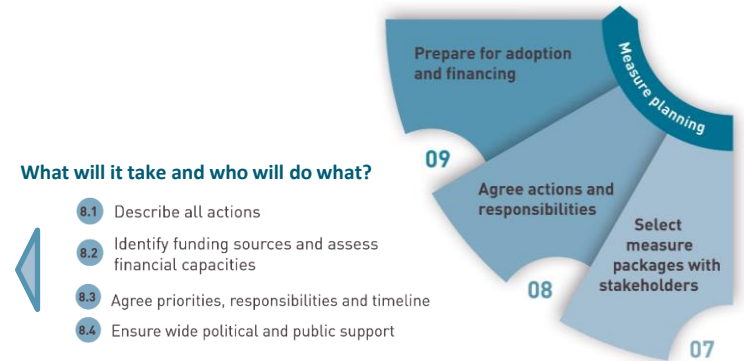 Prepare for adoption
and financing
Measure planning
09
What will it take and who will do what?
8.1 Describe all actions
8.2 Identify funding sources and assess
financial capacities
8.3 Agree priorities, responsibilities and timeline
8.4 Ensure wide political and public support
Agree actions and
responsibilities
08
Select
measure
packages with
stakeholders
07